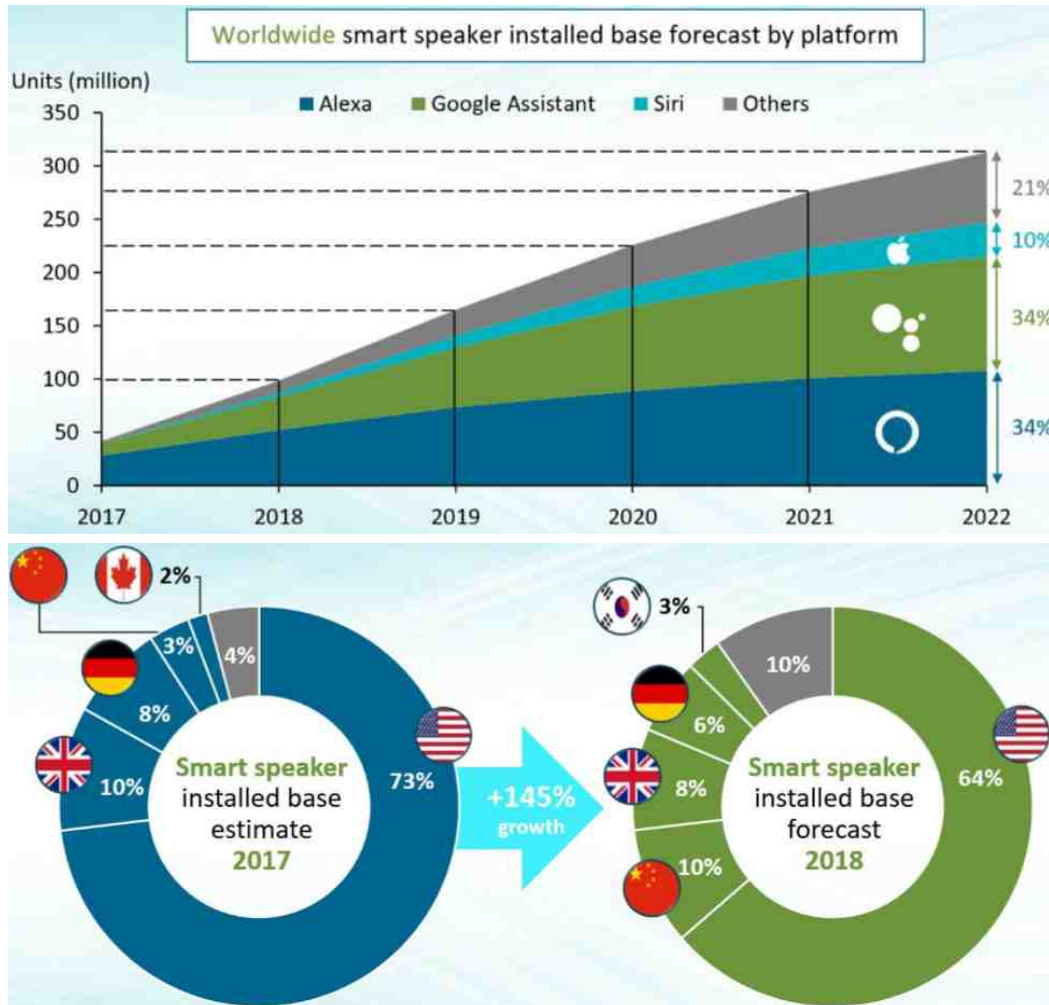 Worldwide smart speaker installed base forecast by platform
Units (million)
Alexa Google Assistant Siri Others
350
300
250
200
150
100
50
0
21%
10%
34%
34%
2017 2018 2019 2020 2021 2022
2%
3%
4%
8%
10%
73%
Smart speaker
installed base
estimate
2017
+145%
growth
3%
10%
6%
8%
10%
64%
Smart speaker
installed base
forecast
2018